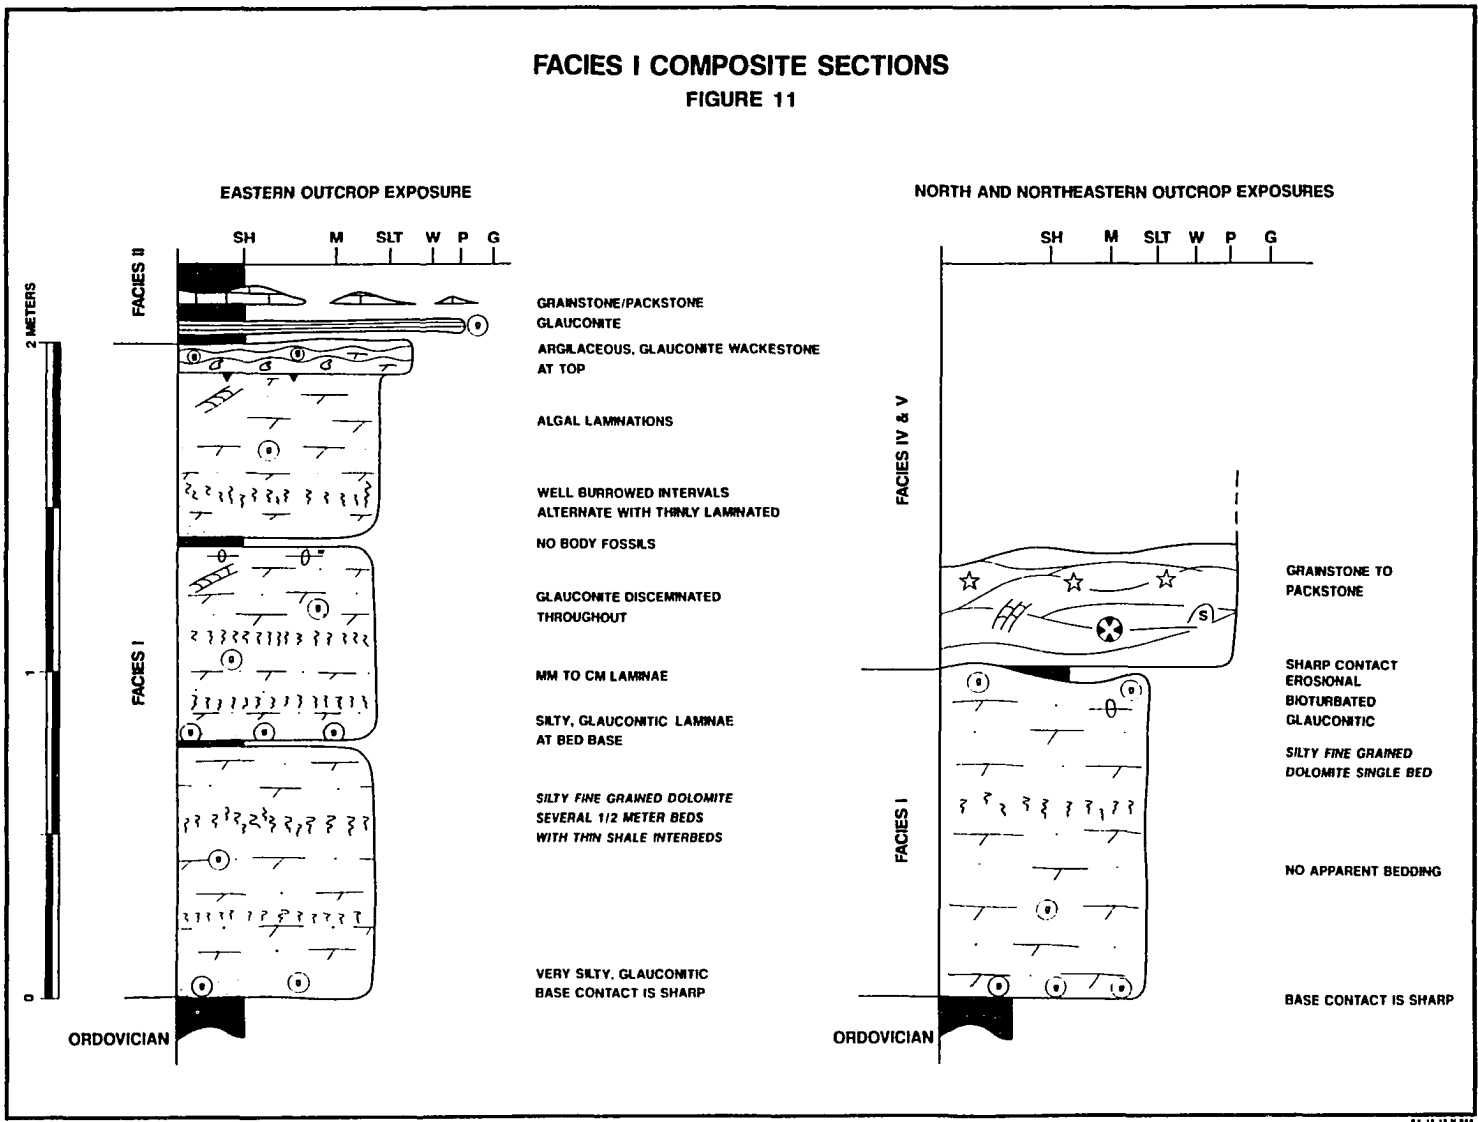 FACIES I COMPOSITE SECTIONS
FIGURE 11
EASTERN OUTCROP EXPOSURE
SH M SLT W P G
FACIES II
2 METERS
1
0
FACIES I
ORDOVICIAN
GRAINSTONE/PACKSTONE
GLAUCONITE
ARGILACEOUS, GLAUCONITE WACKESTONE
AT TOP
ALGAL LAMINATIONS
WELL BURROWED INTERVALS
ALTERNATE WITH THINLY LAMINATED
NO BODY FOSSILS
GLAUCONITE DISCEMINATED
THROUGHOUT
MM TO CM LAMINAE
SILTY, GLAUCONITIC LAMINAE
AT BED BASE
SILTY FINE GRAINED DOLOMITE
SEVERAL 1/2 METER BEDS
WITH THIN SHALE INTERBEDS
VERY SILTY, GLAUCONITIC
BASE CONTACT IS SHARP
NORTH AND NORTHEASTERN OUTCROP EXPOSURES
SH M SLT W P G
FACIES IV & V
S
FACIES I
ORDOVICIAN
GRAINSTONE TO
PACKSTONE
SHARP CONTACT
EROSIONAL
BIOTURBATED
GLAUCONITIC
SILTY FINE GRAINED
DOLOMITE SINGLE BED
NO APPARENT BEDDING
BASE CONTACT IS SHARP